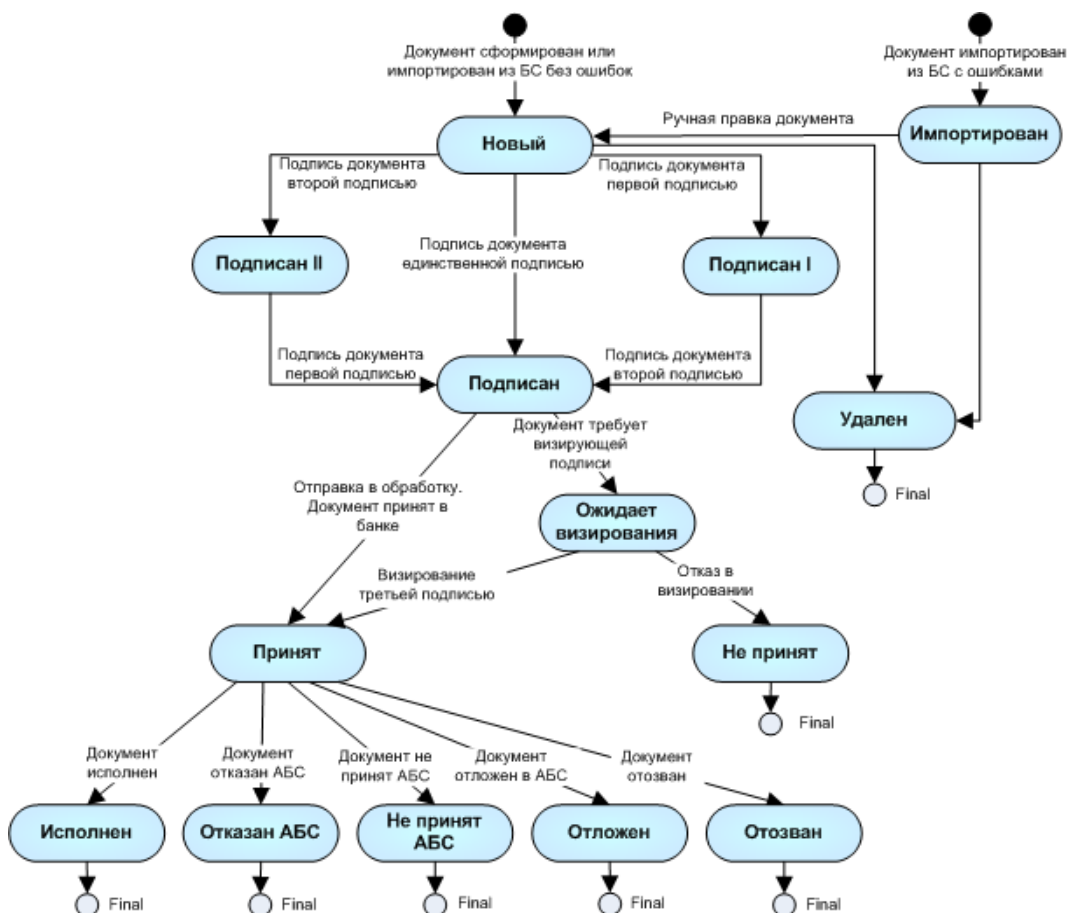 Документ сформирован или
импортирован из БС без ошибок
Документ импортирован
из БС с ошибками
Ручная правка документа
Новый
Импортирован
Подпись документа
второй подписью
Подпись документа
первой подписью
Подпись документа
единственной подписью
Подписан II
Подписан I
Подпись документа
первой подписью
Подпись документа
второй подписью
Подписан
Удален
Final
Документ требует
визирующей
подписи
Отправка в обработку.
Документ принят в
банке
Ожидает
визирования
Визирование
третьей подписью
Отказ в
визировании
Принят
Не принят
Final
Документ
исполнен
Документ
отказан АБС
Документ не
принят АБС
Документ
отложен в АБС
Документ
отозван
Исполнен
Отказан АБС
Не принят
АБС
Отложен
Отозван
Final
Final
Final
Final
Final